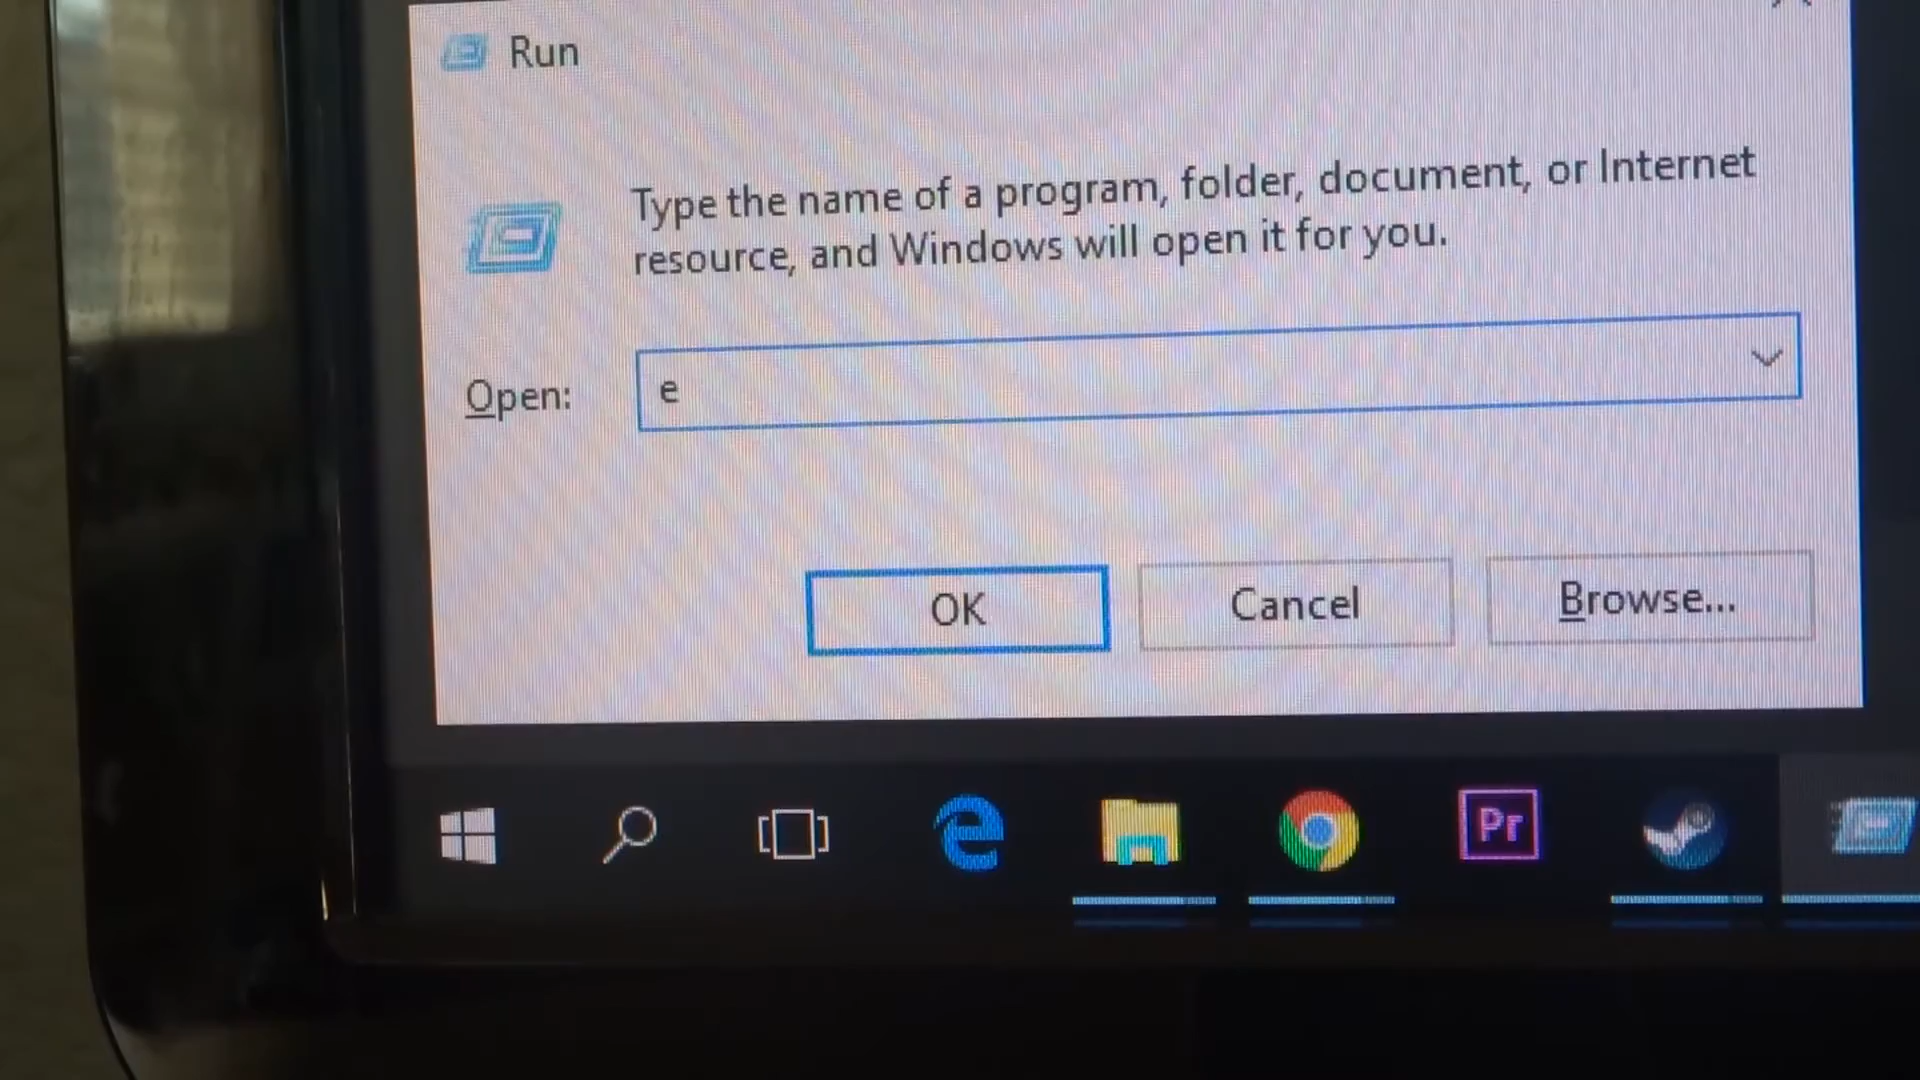 Run
Type the name of a program, folder, document, or Internet
resource, and Windows will open it for you.
Open:
e
OK
Cancel
Browse...
Pr